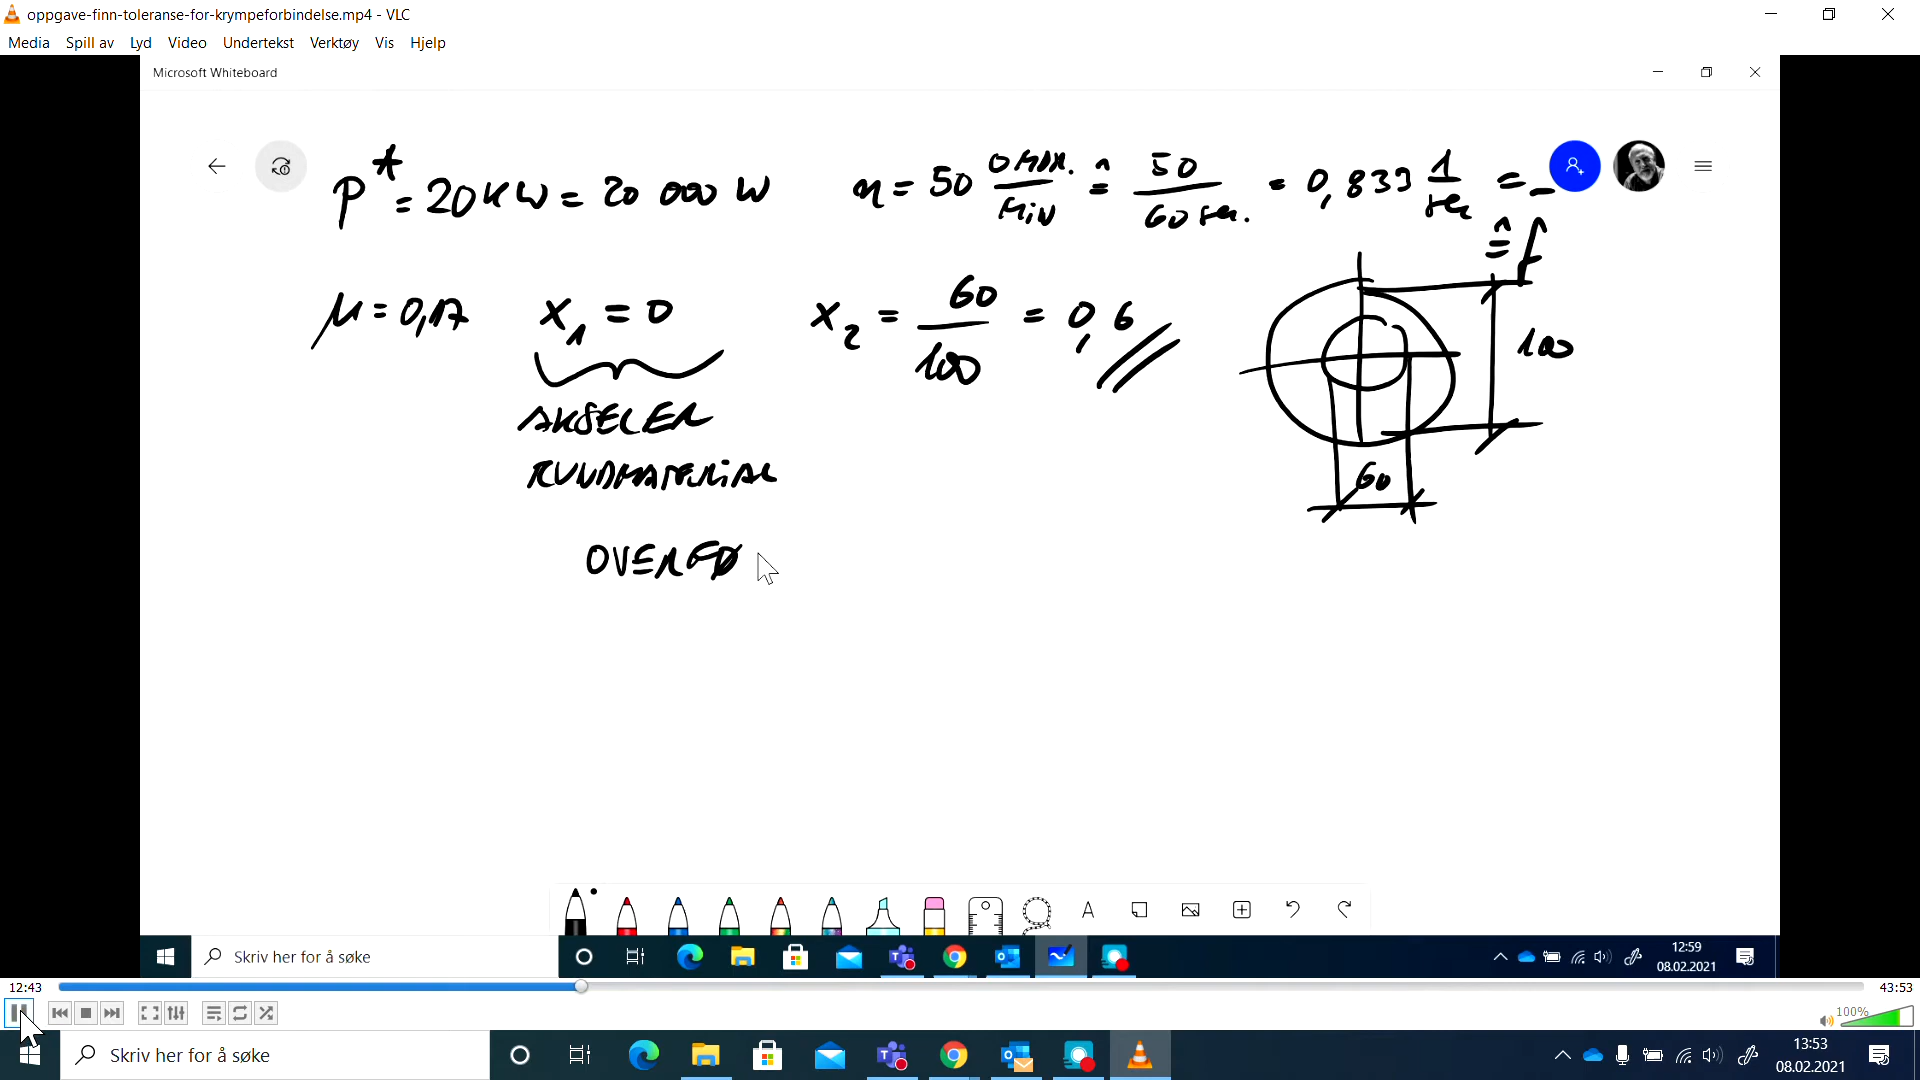 oppgave-finn-toleranse-for-krympeforbindelse.mp4 - VLC
Media Spill av Lyd Video Undertekst Verktøy Vis Hjelp
Microsoft Whiteboard
P = 20 kW = 20 000 W
n = 50 OMDR. / MIN ≙ 50 / 60 sek. = 0,833 1 / sek =
≙ f
μ = 0,17
x₁ = 0
x₂ = 60 / 100 = 0,6
100
60
AKSELER
RUNDMATERIAL
OVERFØ
Skriv her for å søke
12:59
08.02.2021
12:43
43:53
100%
Skriv her for å søke
13:53
08.02.2021